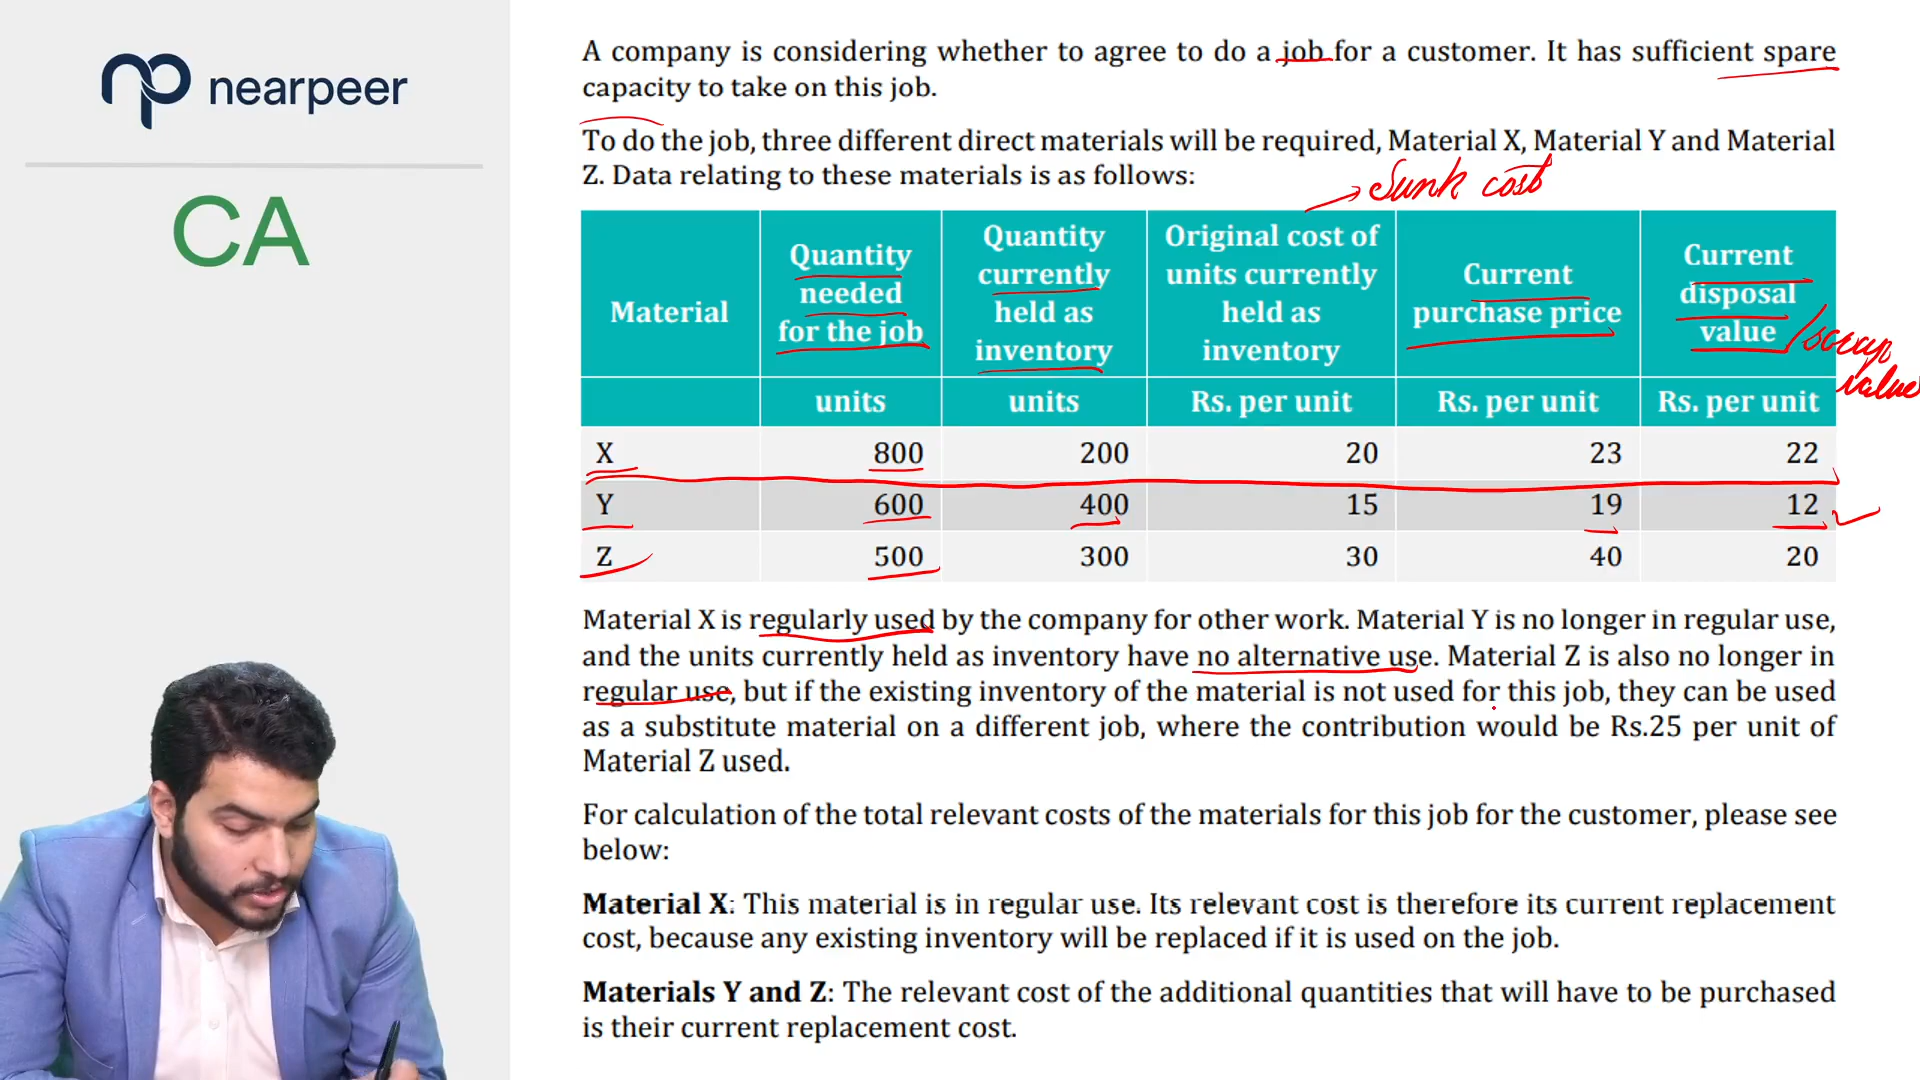 nearpeer
CA
A company is considering whether to agree to do a job for a customer. It has sufficient spare
capacity to take on this job.
To do the job, three different direct materials will be required, Material X, Material Y and Material
Z. Data relating to these materials is as follows:
Sunk cost
Material | Quantity needed for the job | Quantity currently held as inventory | Original cost of units currently held as inventory | Current purchase price | Current disposal value
/scrap value
units | units | Rs. per unit | Rs. per unit | Rs. per unit
X | 800 | 200 | 20 | 23 | 22
Y | 600 | 400 | 15 | 19 | 12
Z | 500 | 300 | 30 | 40 | 20
Material X is regularly used by the company for other work. Material Y is no longer in regular use,
and the units currently held as inventory have no alternative use. Material Z is also no longer in
regular use, but if the existing inventory of the material is not used for this job, they can be used
as a substitute material on a different job, where the contribution would be Rs.25 per unit of
Material Z used.
For calculation of the total relevant costs of the materials for this job for the customer, please see
below:
Material X: This material is in regular use. Its relevant cost is therefore its current replacement
cost, because any existing inventory will be replaced if it is used on the job.
Materials Y and Z: The relevant cost of the additional quantities that will have to be purchased
is their current replacement cost.